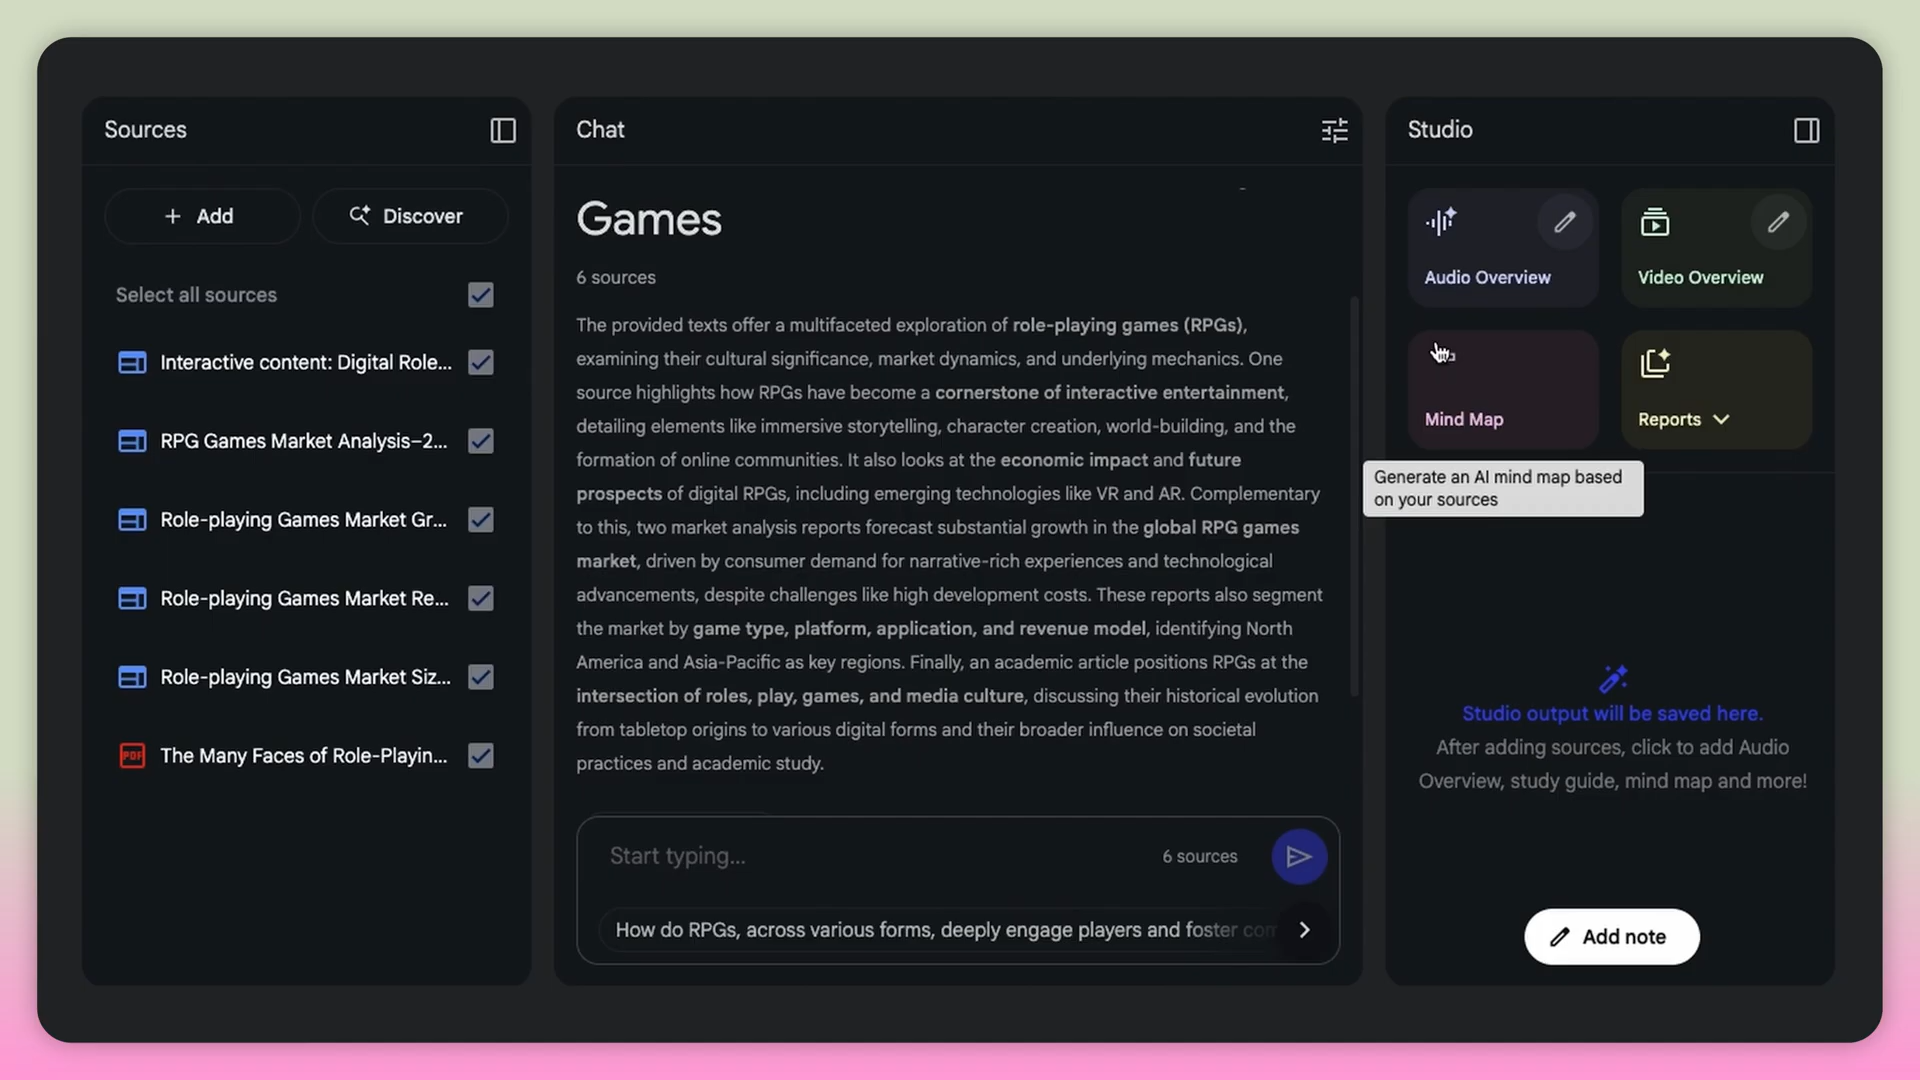 Sources
Add
Discover
Select all sources
Interactive content: Digital Role...
RPG Games Market Analysis–2...
Role-playing Games Market Gr...
Role-playing Games Market Re...
Role-playing Games Market Siz...
PDF
The Many Faces of Role-Playin...
Chat
Games
6 sources
The provided texts offer a multifaceted exploration of role-playing games (RPGs),
examining their cultural significance, market dynamics, and underlying mechanics. One
source highlights how RPGs have become a cornerstone of interactive entertainment,
detailing elements like immersive storytelling, character creation, world-building, and the
formation of online communities. It also looks at the economic impact and future
prospects of digital RPGs, including emerging technologies like VR and AR. Complementary
to this, two market analysis reports forecast substantial growth in the global RPG games
market, driven by consumer demand for narrative-rich experiences and technological
advancements, despite challenges like high development costs. These reports also segment
the market by game type, platform, application, and revenue model, identifying North
America and Asia-Pacific as key regions. Finally, an academic article positions RPGs at the
intersection of roles, play, games, and media culture, discussing their historical evolution
from tabletop origins to various digital forms and their broader influence on societal
practices and academic study.
Start typing...
6 sources
How do RPGs, across various forms, deeply engage players and foster com
Studio
Audio Overview
Video Overview
Mind Map
Reports
Generate an AI mind map based
on your sources
Studio output will be saved here.
After adding sources, click to add Audio
Overview, study guide, mind map and more!
Add note